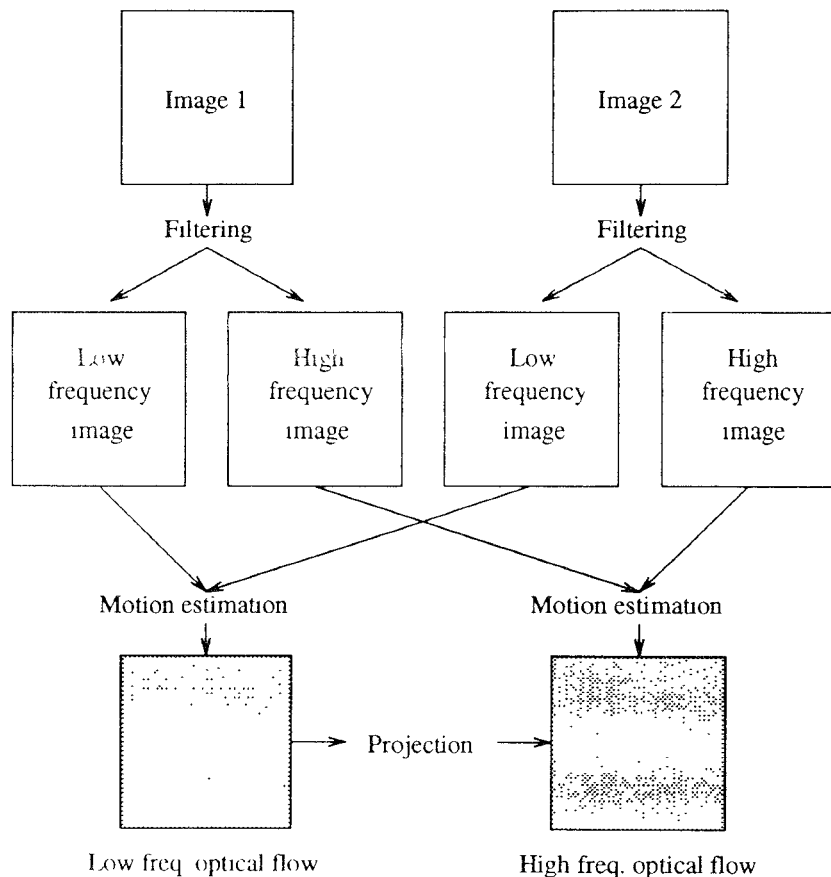 Image 1
Image 2
Filtering
Filtering
Low
frequency
image
High
frequency
image
Low
frequency
image
High
frequency
image
Motion estimation
Motion estimation
Projection
Low freq. optical flow
High freq. optical flow